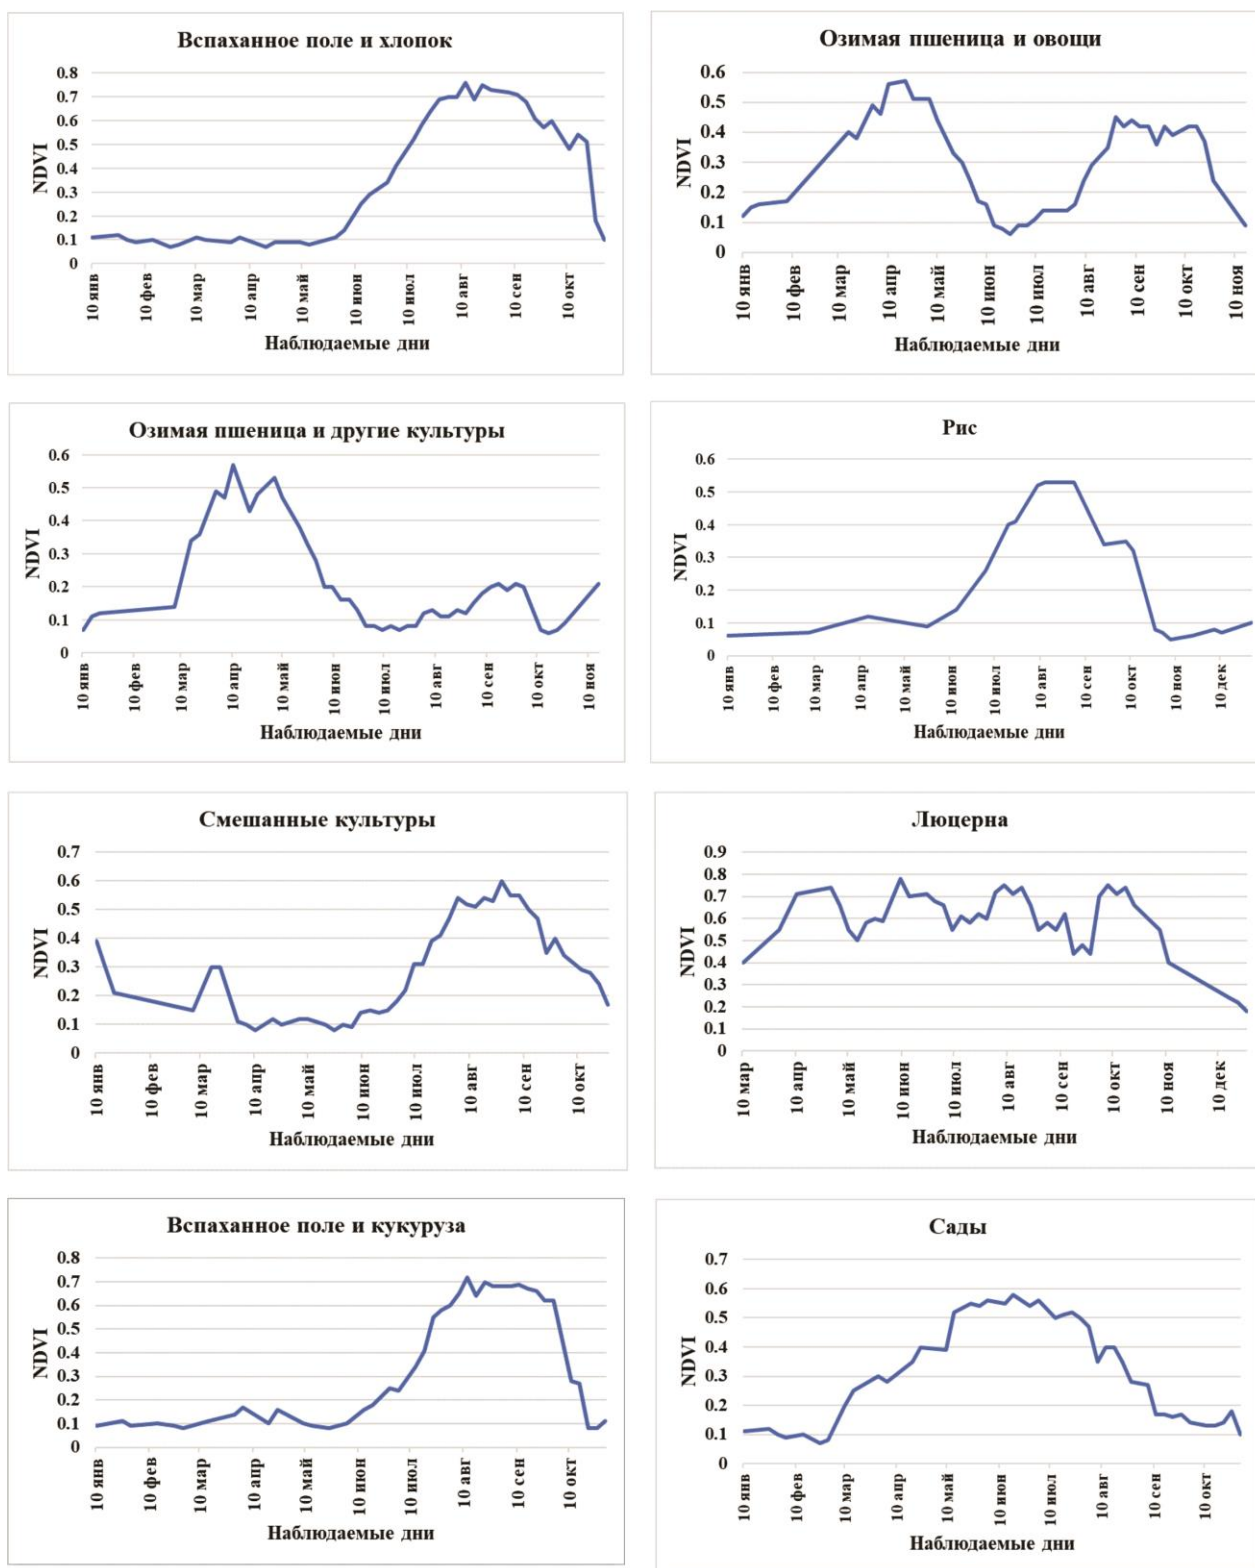 Вспаханное поле и хлопок
NDVI
0.8
0.7
0.6
0.5
0.4
0.3
0.2
0.1
0
10 янв
10 фев
10 мар
10 апр
10 май
10 июн
10 июл
10 авг
10 сен
10 окт
Наблюдаемые дни
Озимая пшеница и овощи
NDVI
0.6
0.5
0.4
0.3
0.2
0.1
0
10 янв
10 фев
10 мар
10 апр
10 май
10 июн
10 июл
10 авг
10 сен
10 окт
10 ноя
Наблюдаемые дни
Озимая пшеница и другие культуры
NDVI
0.6
0.5
0.4
0.3
0.2
0.1
0
10 янв
10 фев
10 мар
10 апр
10 май
10 июн
10 июл
10 авг
10 сен
10 окт
10 ноя
Наблюдаемые дни
Рис
NDVI
0.6
0.5
0.4
0.3
0.2
0.1
0
10 янв
10 фев
10 мар
10 апр
10 май
10 июн
10 июл
10 авг
10 сен
10 окт
10 ноя
10 дек
Наблюдаемые дни
Смешанные культуры
NDVI
0.7
0.6
0.5
0.4
0.3
0.2
0.1
0
10 янв
10 фев
10 мар
10 апр
10 май
10 июн
10 июл
10 авг
10 сен
10 окт
Наблюдаемые дни
Люцерна
NDVI
0.9
0.8
0.7
0.6
0.5
0.4
0.3
0.2
0.1
0
10 мар
10 апр
10 май
10 июн
10 июл
10 авг
10 сен
10 окт
10 ноя
10 дек
Наблюдаемые дни
Вспаханное поле и кукуруза
NDVI
0.8
0.7
0.6
0.5
0.4
0.3
0.2
0.1
0
10 янв
10 фев
10 мар
10 апр
10 май
10 июн
10 июл
10 авг
10 сен
10 окт
Наблюдаемые дни
Сады
NDVI
0.7
0.6
0.5
0.4
0.3
0.2
0.1
0
10 янв
10 фев
10 мар
10 апр
10 май
10 июн
10 июл
10 авг
10 сен
10 окт
Наблюдаемые дни